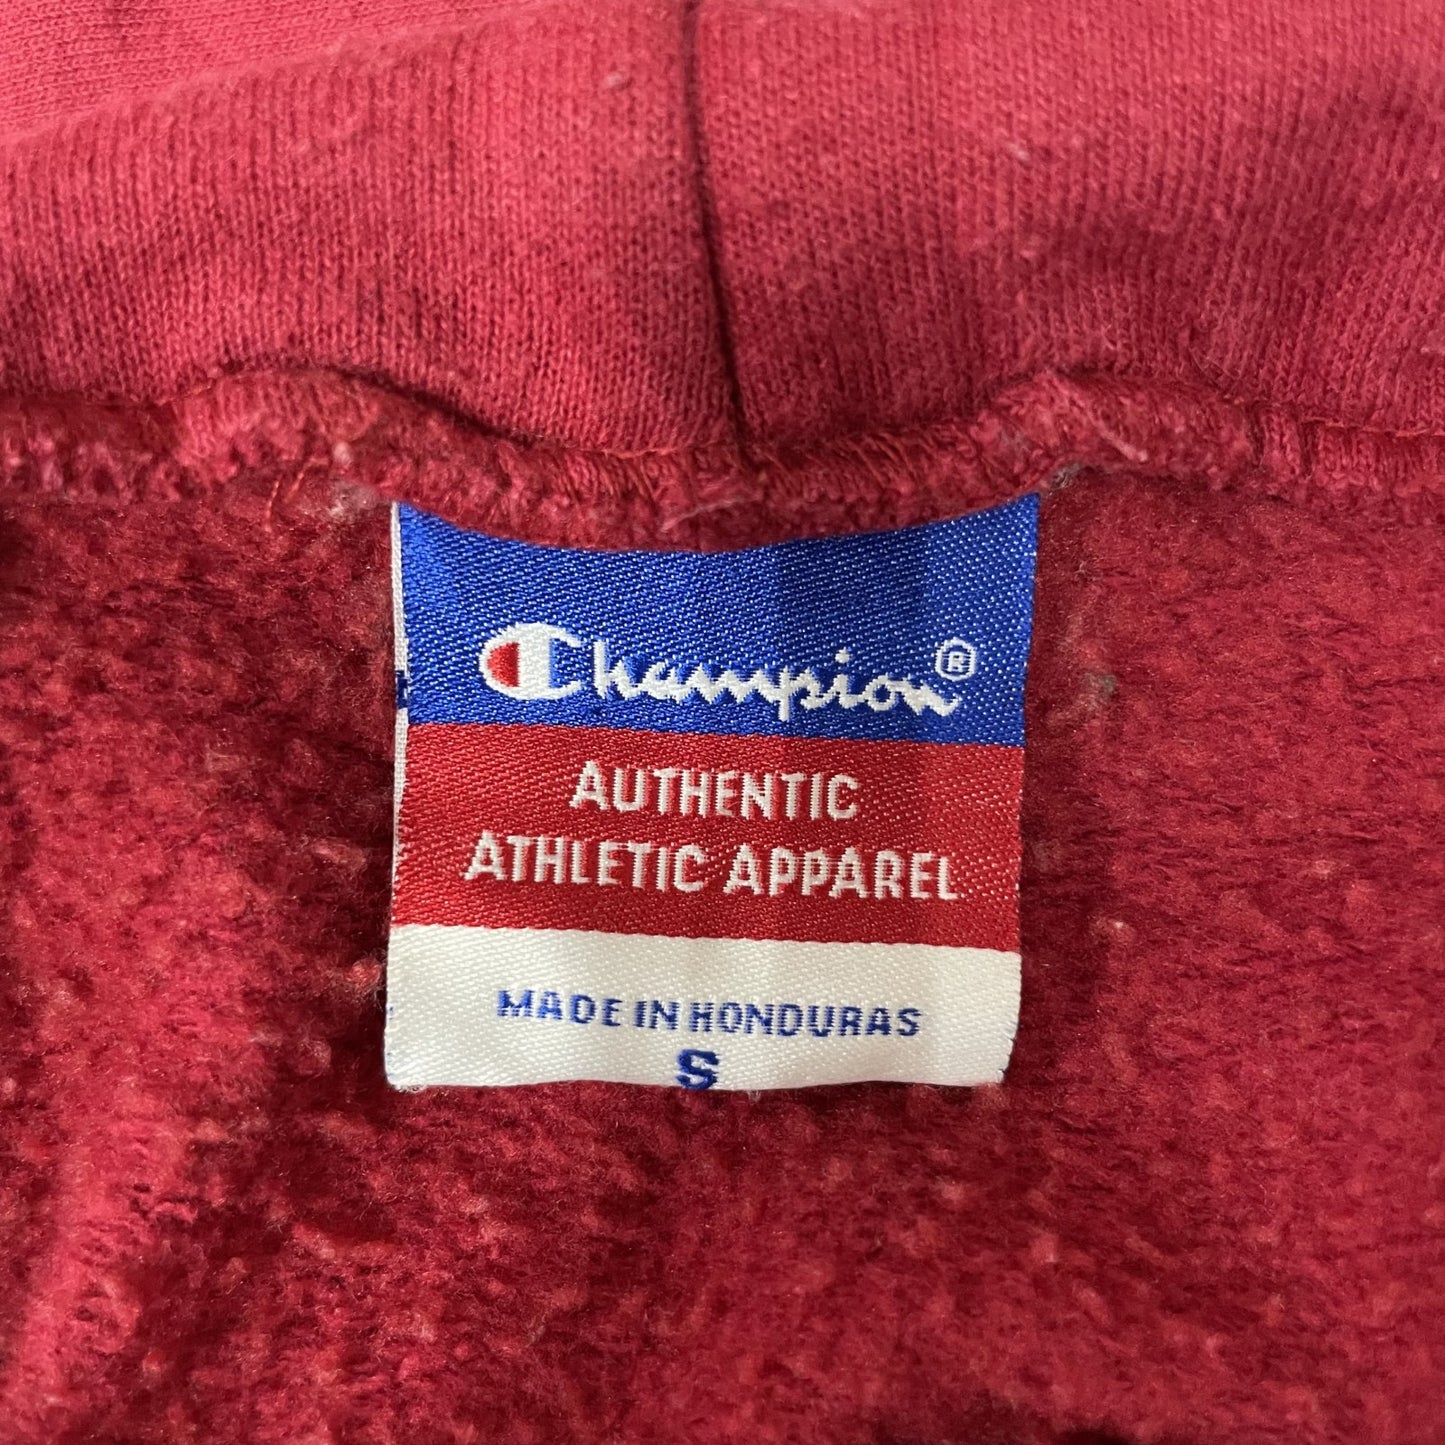 Champion®
AUTHENTIC
ATHLETIC APPAREL
MADE IN HONDURAS
S